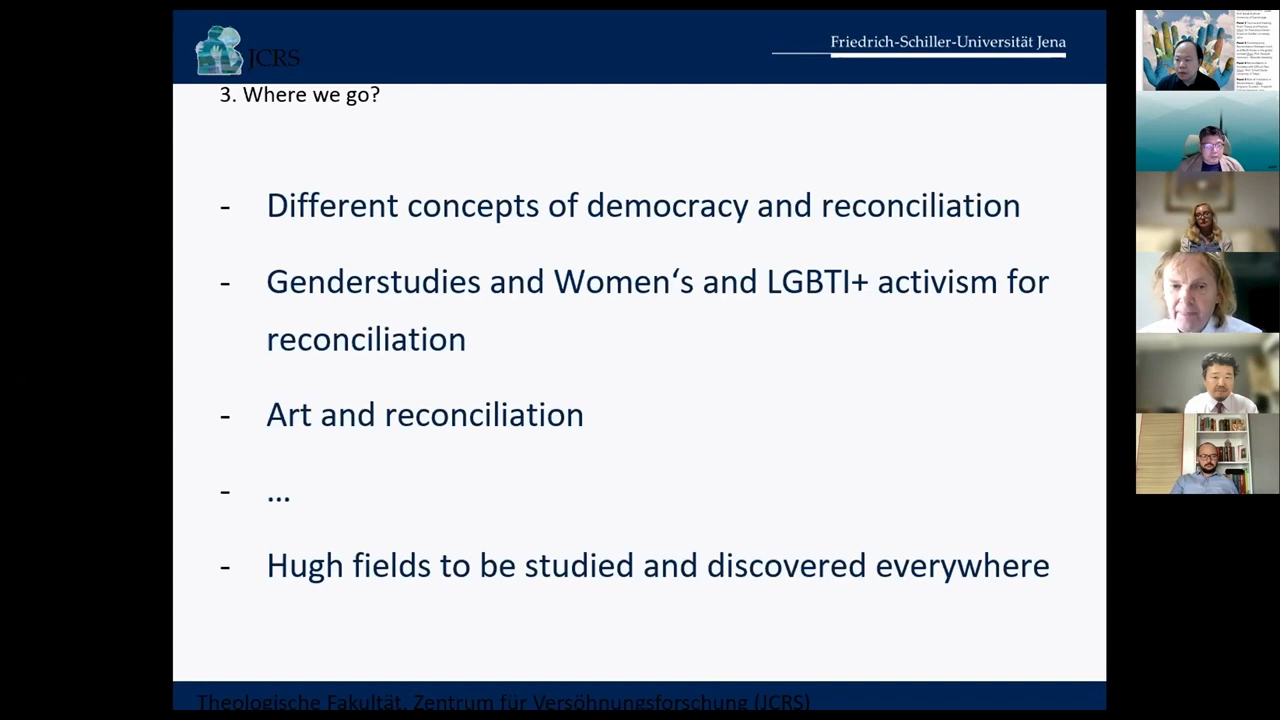 JCRS
Friedrich-Schiller-Universität Jena
3. Where we go?
- Different concepts of democracy and reconciliation
- Genderstudies and Women‘s and LGBTI+ activism for
reconciliation
- Art and reconciliation
- ...
- Hugh fields to be studied and discovered everywhere
Theologische Fakultät, Zentrum für Versöhnungsforschung (JCRS)